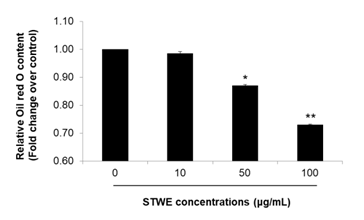 Relative Oil red O content
(Fold change over control)
1.10
1.00
0.90
0.80
0.70
0.60
*
**
0 10 50 100
STWE concentrations (μg/mL)